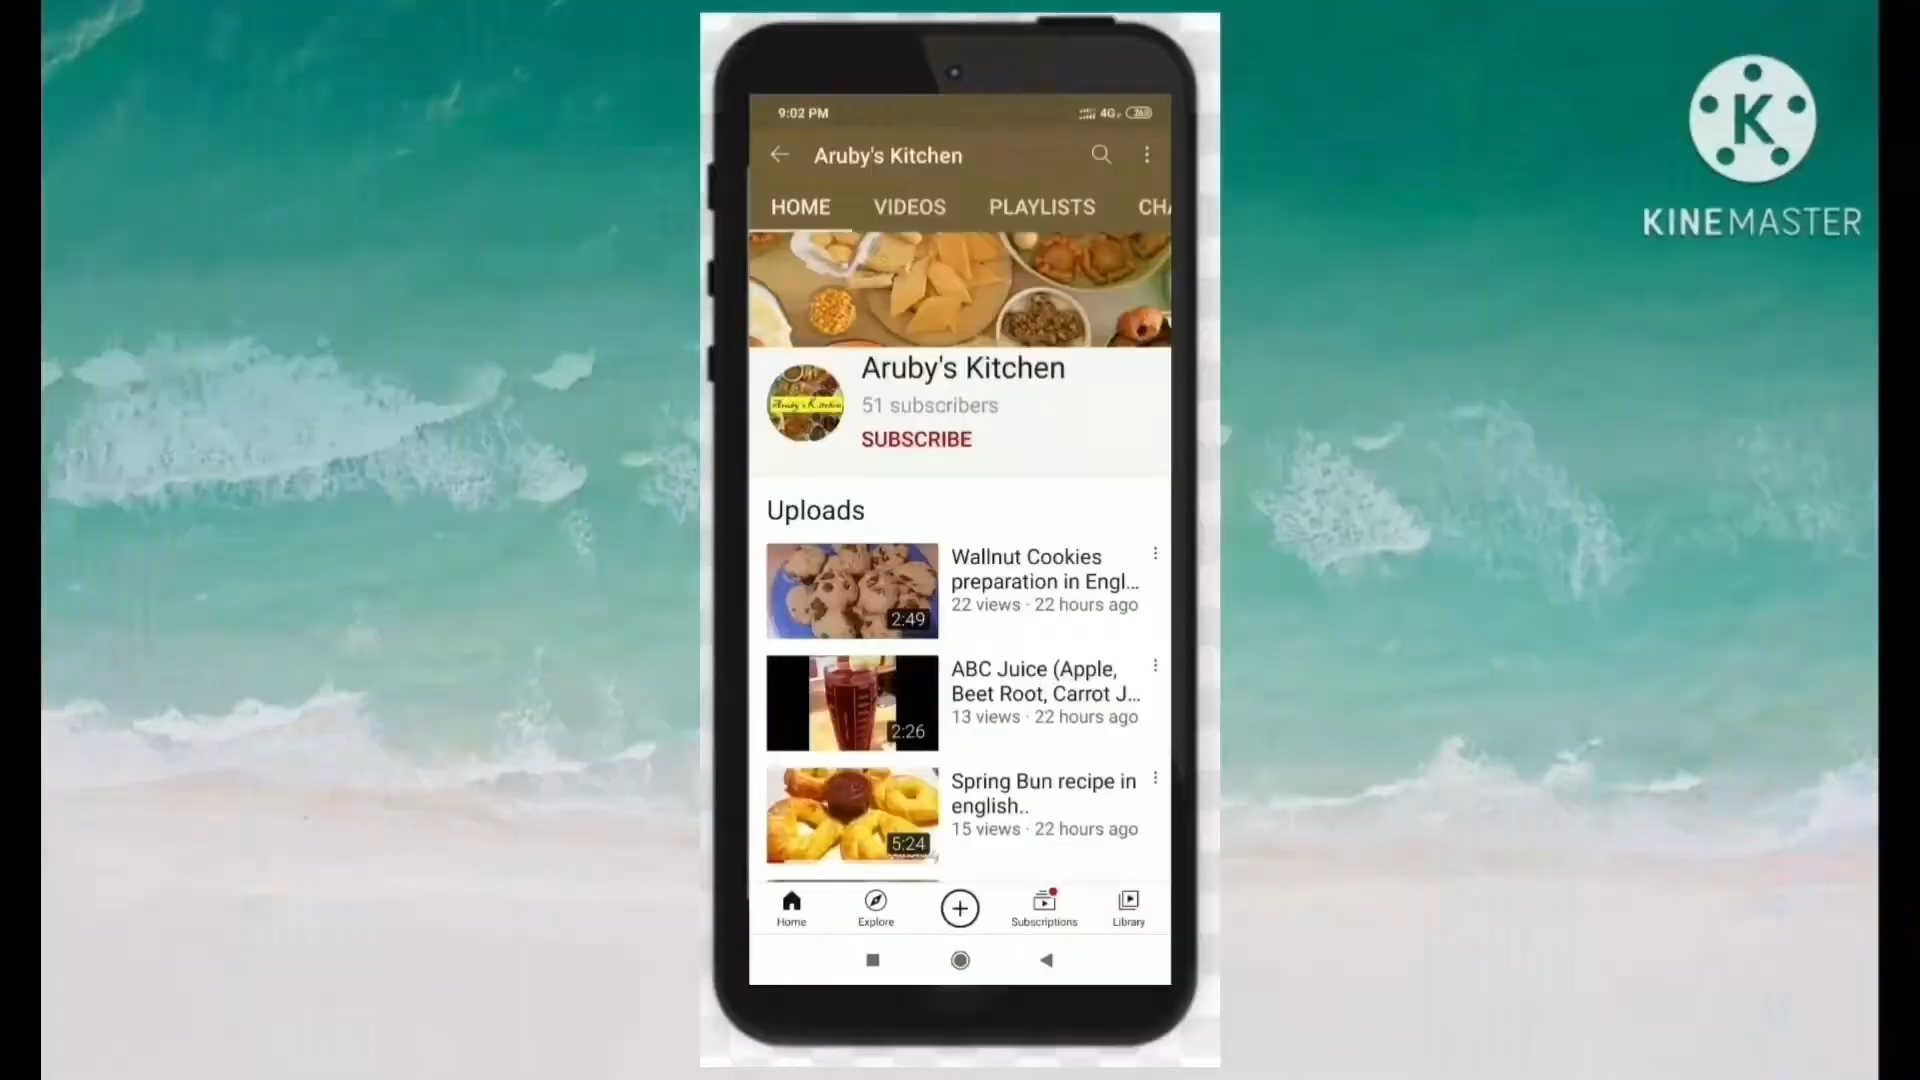 9:02 PM
4G
Aruby's Kitchen
HOME VIDEOS PLAYLISTS CHA
Aruby's Kitchen
Aruby's Kitchen
51 subscribers
SUBSCRIBE
Uploads
Wallnut Cookies
preparation in Engl...
22 views · 22 hours ago
2:49
ABC Juice (Apple,
Beet Root, Carrot J...
13 views · 22 hours ago
2:26
Spring Bun recipe in
english..
15 views · 22 hours ago
5:24
Home Explore Subscriptions Library
K
KINEMASTER